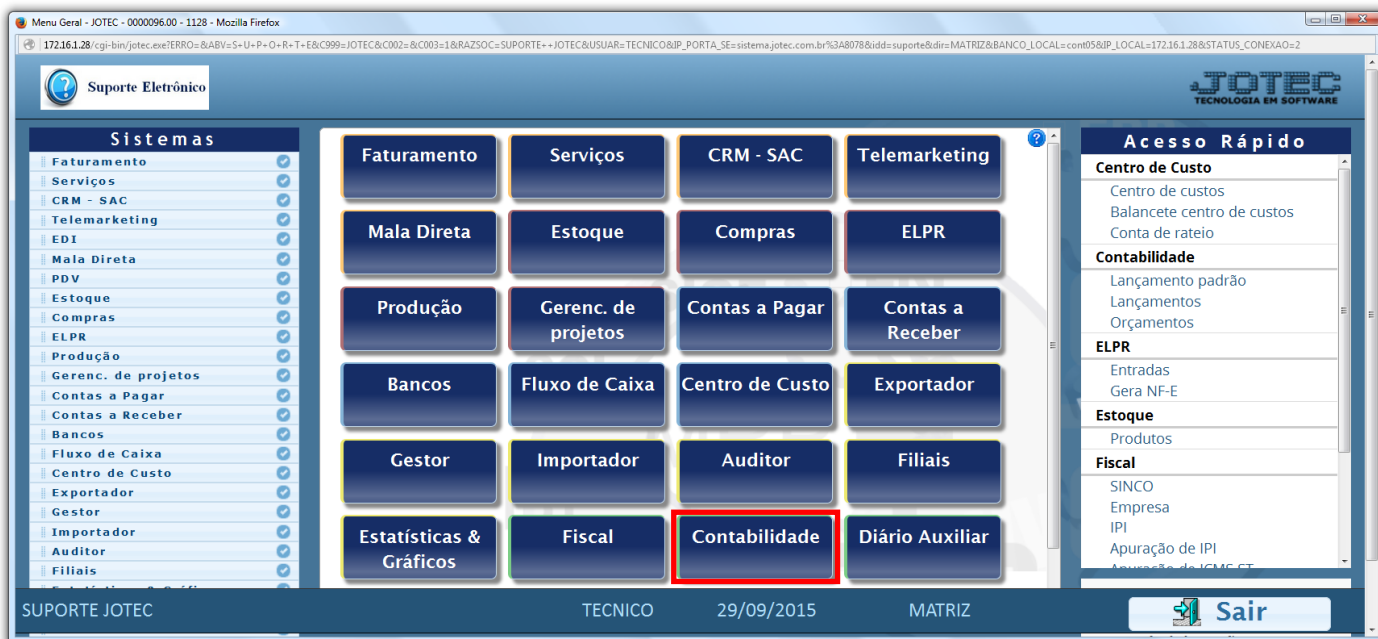 Menu Geral - JOTEC - 0000096.00 - 1128 - Mozilla Firefox
172.16.1.28/cgi-bin/jotec.exe?ERRO=&ABV=S+U+P+O+R+T+E&C999=JOTEC&C002=&C003=1&RAZSOC=SUPORTE++JOTEC&USUAR=TECNICO&IP_PORTA_SE=sistema.jotec.com.br%3A8078&idd=suporte&dir=MATRIZ&BANCO_LOCAL=cont05&IP_LOCAL=172.16.1.28&STATUS_CONEXAO=2
Suporte Eletrônico
JOTEC
TECNOLOGIA EM SOFTWARE
Sistemas
Faturamento
Serviços
CRM - SAC
Telemarketing
EDI
Mala Direta
PDV
Estoque
Compras
ELPR
Produção
Gerenc. de projetos
Contas a Pagar
Contas a Receber
Bancos
Fluxo de Caixa
Centro de Custo
Exportador
Gestor
Importador
Auditor
Filiais
Faturamento
Serviços
CRM - SAC
Telemarketing
Mala Direta
Estoque
Compras
ELPR
Produção
Gerenc. de
projetos
Contas a Pagar
Contas a
Receber
Bancos
Fluxo de Caixa
Centro de Custo
Exportador
Gestor
Importador
Auditor
Filiais
Estatísticas &
Gráficos
Fiscal
Contabilidade
Diário Auxiliar
Acesso Rápido
Centro de Custo
Centro de custos
Balancete centro de custos
Conta de rateio
Contabilidade
Lançamento padrão
Lançamentos
Orçamentos
ELPR
Entradas
Gera NF-E
Estoque
Produtos
Fiscal
SINCO
Empresa
IPI
Apuração de IPI
Apuração de ICMS ST
SUPORTE JOTEC
TECNICO
29/09/2015
MATRIZ
Sair